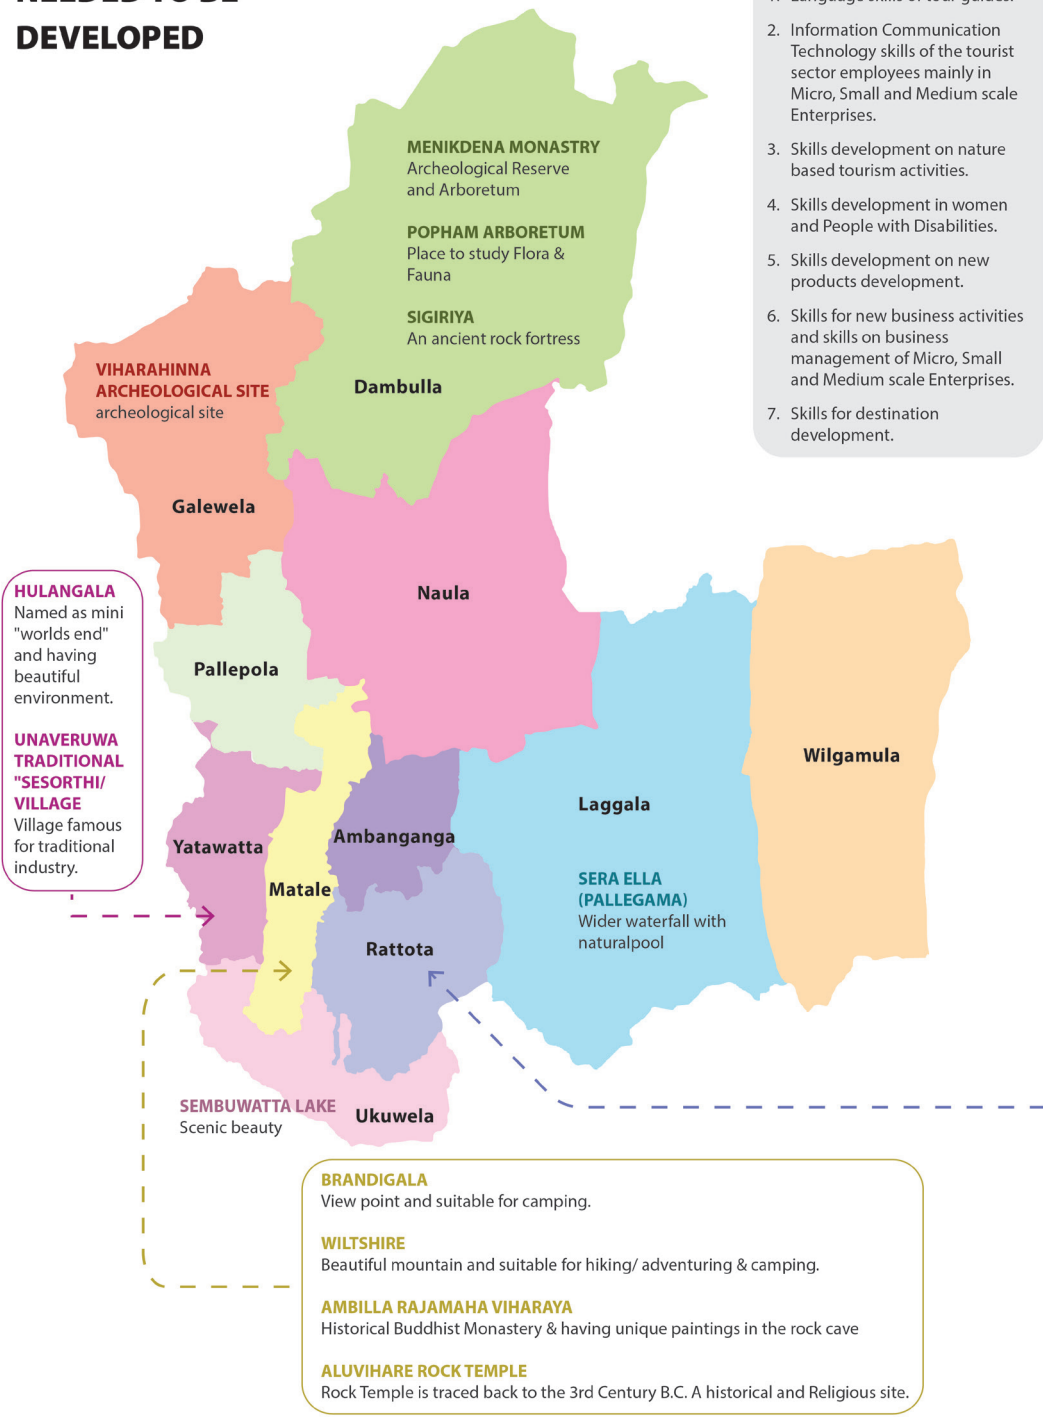 NEEDED TO BE
DEVELOPED
1. Language skills of tour guides.
2. Information Communication
Technology skills of the tourist
sector employees mainly in
Micro, Small and Medium scale
Enterprises.
3. Skills development on nature
based tourism activities.
4. Skills development in women
and People with Disabilities.
5. Skills development on new
products development.
6. Skills for new business activities
and skills on business
management of Micro, Small
and Medium scale Enterprises.
7. Skills for destination
development.
MENIKDENA MONASTRY
Archeological Reserve
and Arboretum
POPHAM ARBORETUM
Place to study Flora &
Fauna
SIGIRIYA
An ancient rock fortress
Dambulla
VIHARAHINNA
ARCHEOLOGICAL SITE
archeological site
Galewela
Naula
HULANGALA
Named as mini
"worlds end"
and having
beautiful
environment.
UNAVERUWA
TRADITIONAL
"SESORTHI/
VILLAGE
Village famous
for traditional
industry.
Pallepola
Wilgamula
Laggala
Ambanganga
Yatawatta
Matale
SERA ELLA
(PALLEGAMA)
Wider waterfall with
naturalpool
Rattota
SEMBUWATTA LAKE
Scenic beauty
Ukuwela
BRANDIGALA
View point and suitable for camping.
WILTSHIRE
Beautiful mountain and suitable for hiking/ adventuring & camping.
AMBILLA RAJAMAHA VIHARAYA
Historical Buddhist Monastery & having unique paintings in the rock cave
ALUVIHARE ROCK TEMPLE
Rock Temple is traced back to the 3rd Century B.C. A historical and Religious site.